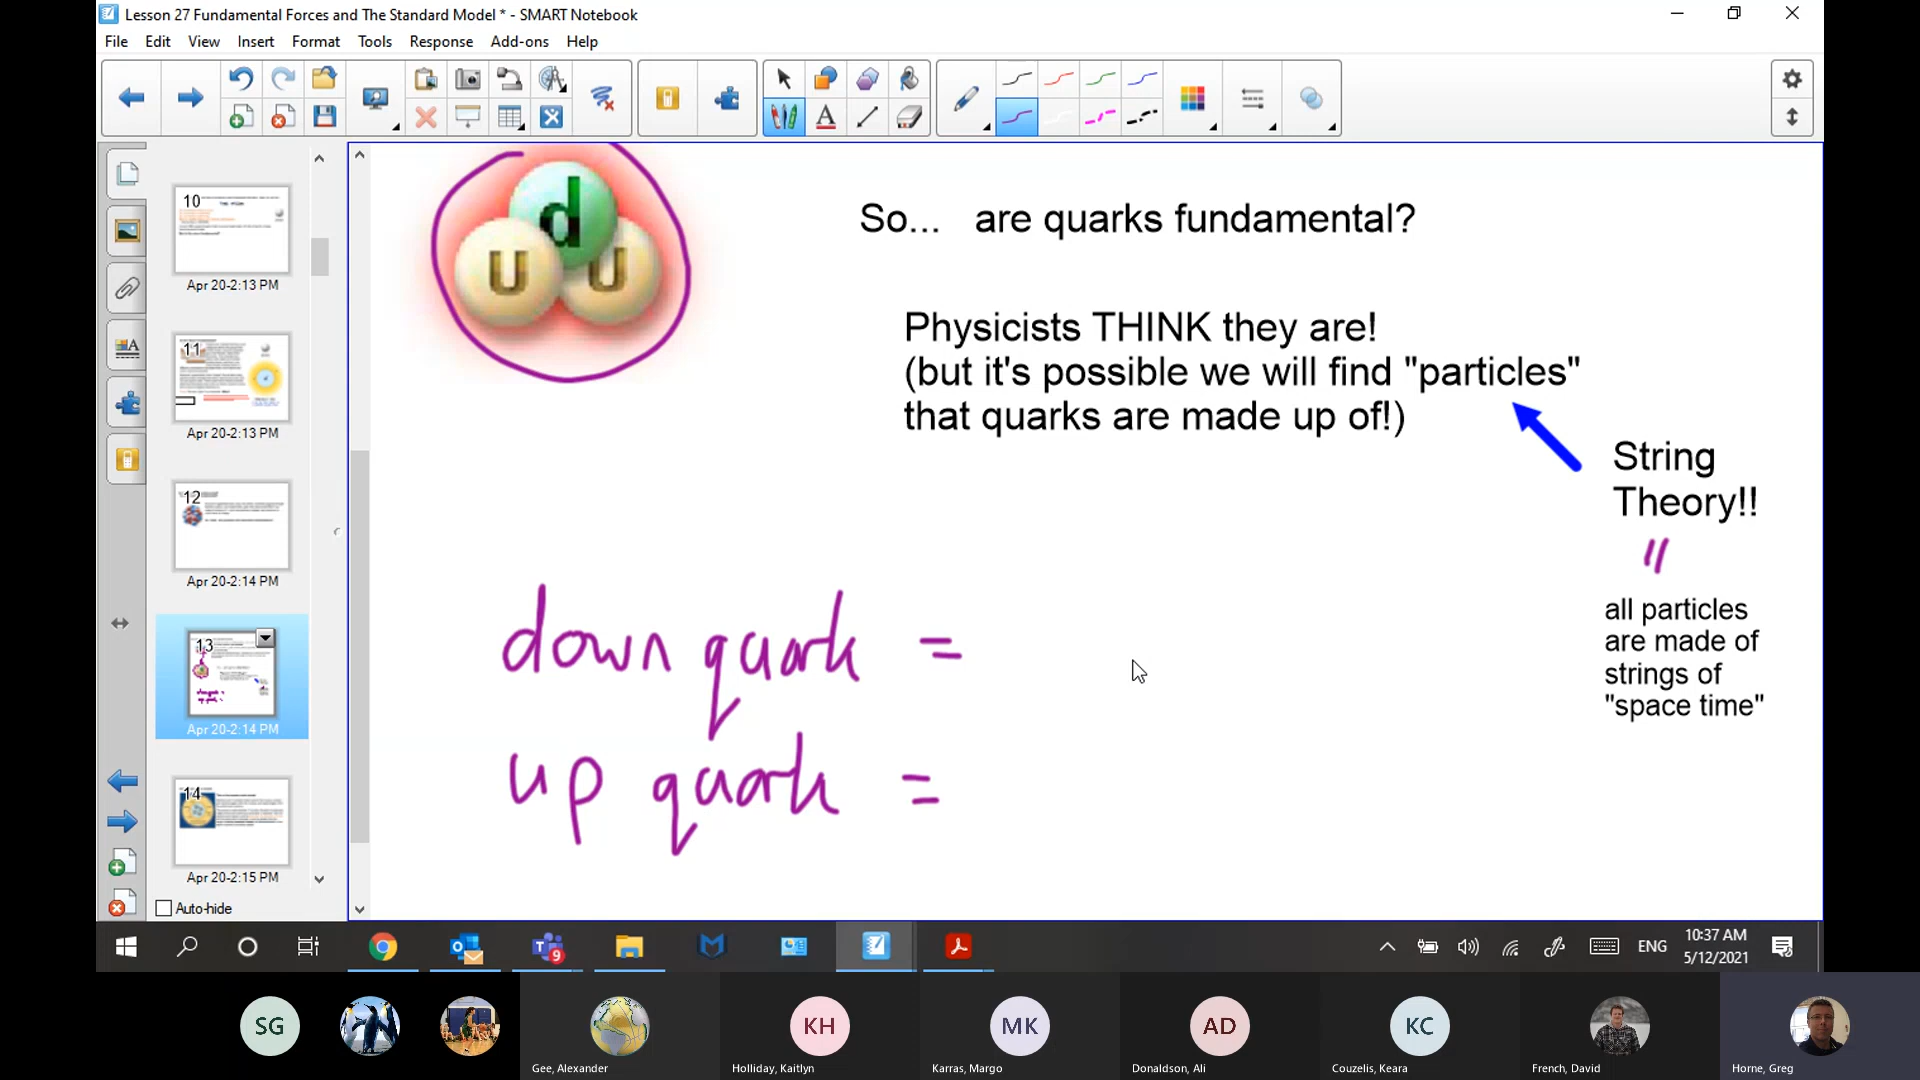 Lesson 27 Fundamental Forces and The Standard Model * - SMART Notebook
File Edit View Insert Format Tools Response Add-ons Help
10
Apr 20-2:13 PM
11
Apr 20-2:13 PM
12
Apr 20-2:14 PM
13
Apr 20-2:14 PM
14
Apr 20-2:15 PM
Auto-hide
d
u u
So... are quarks fundamental?
Physicists THINK they are!
(but it's possible we will find "particles"
that quarks are made up of!)
String
Theory!!
all particles
are made of
strings of
"space time"
down quark =
up quark =
9
ENG
10:37 AM
5/12/2021
SG
KH
MK
AD
KC
Gee, Alexander
Holliday, Kaitlyn
Karras, Margo
Donaldson, Ali
Couzelis, Keara
French, David
Horne, Greg